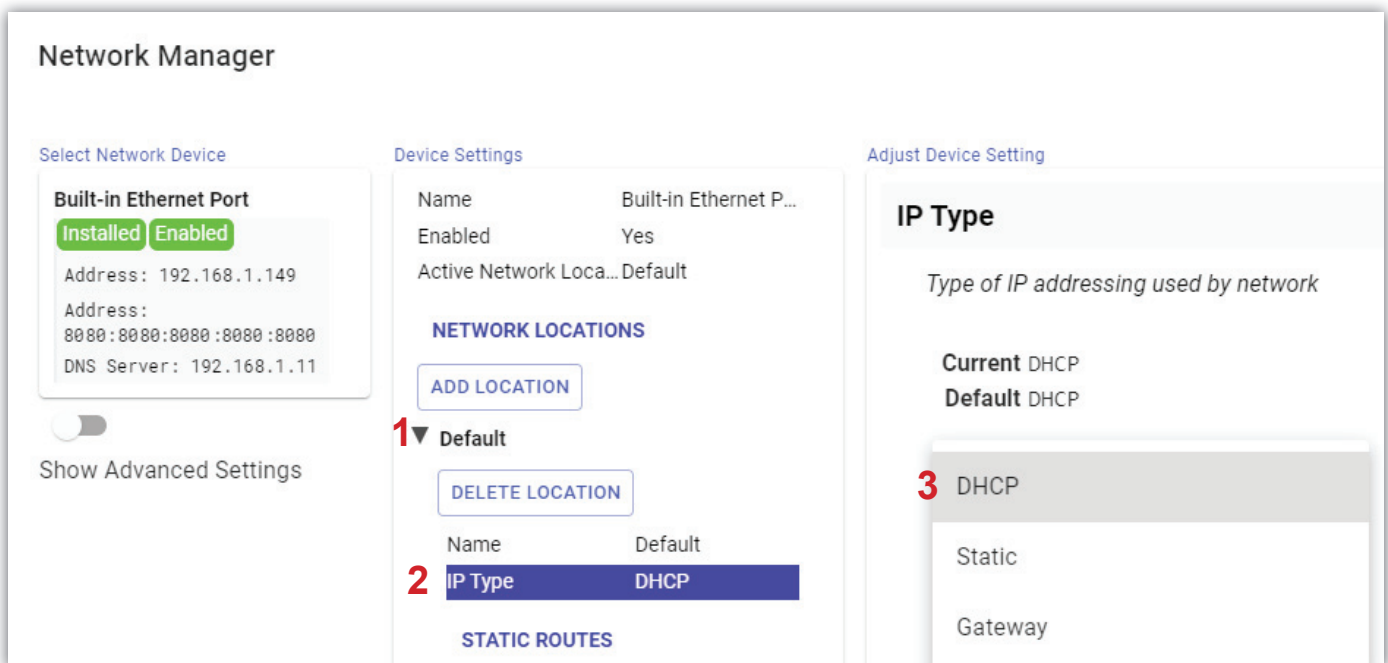 Network Manager
Select Network Device
Built-in Ethernet Port
Installed Enabled
Address: 192.168.1.149
Address:
8080:8080:8080:8080:8080
DNS Server: 192.168.1.11
Show Advanced Settings
Device Settings
Name Built-in Ethernet P...
Enabled Yes
Active Network Loca... Default
NETWORK LOCATIONS
ADD LOCATION
1 ▼ Default
DELETE LOCATION
Name Default
2 IP Type DHCP
STATIC ROUTES
Adjust Device Setting
IP Type
Type of IP addressing used by network
Current DHCP
Default DHCP
3 DHCP
Static
Gateway